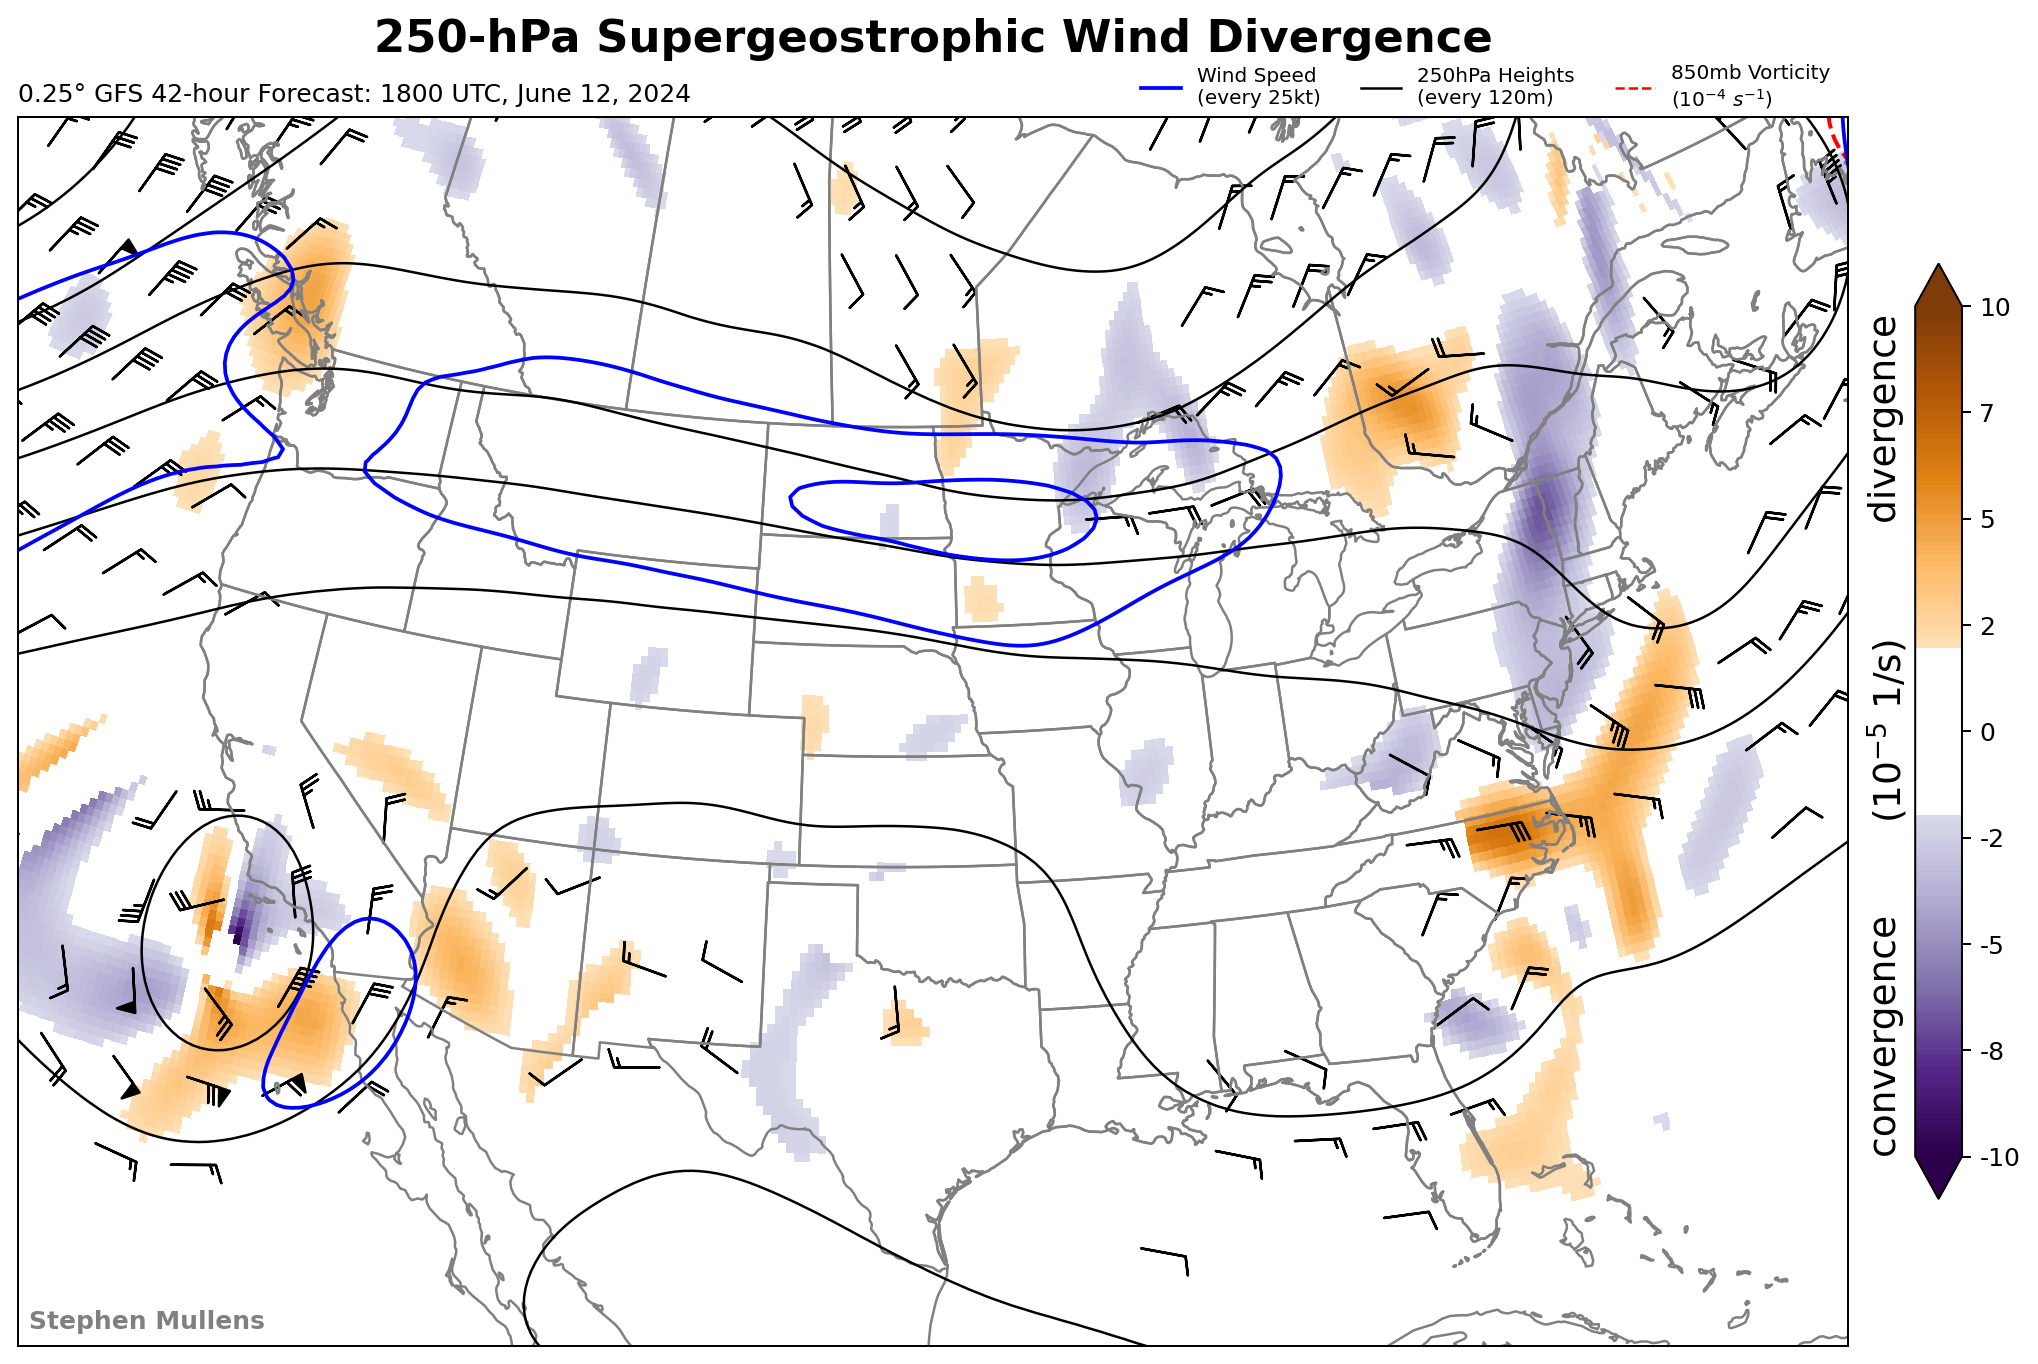 250-hPa Supergeostrophic Wind Divergence
0.25° GFS 42-hour Forecast: 1800 UTC, June 12, 2024
Wind Speed
(every 25kt)
250hPa Heights
(every 120m)
850mb Vorticity
(10⁻⁴ s⁻¹)
10
7
5
2
0
-2
-5
-8
-10
convergence (10⁻⁵ 1/s) divergence
Stephen Mullens